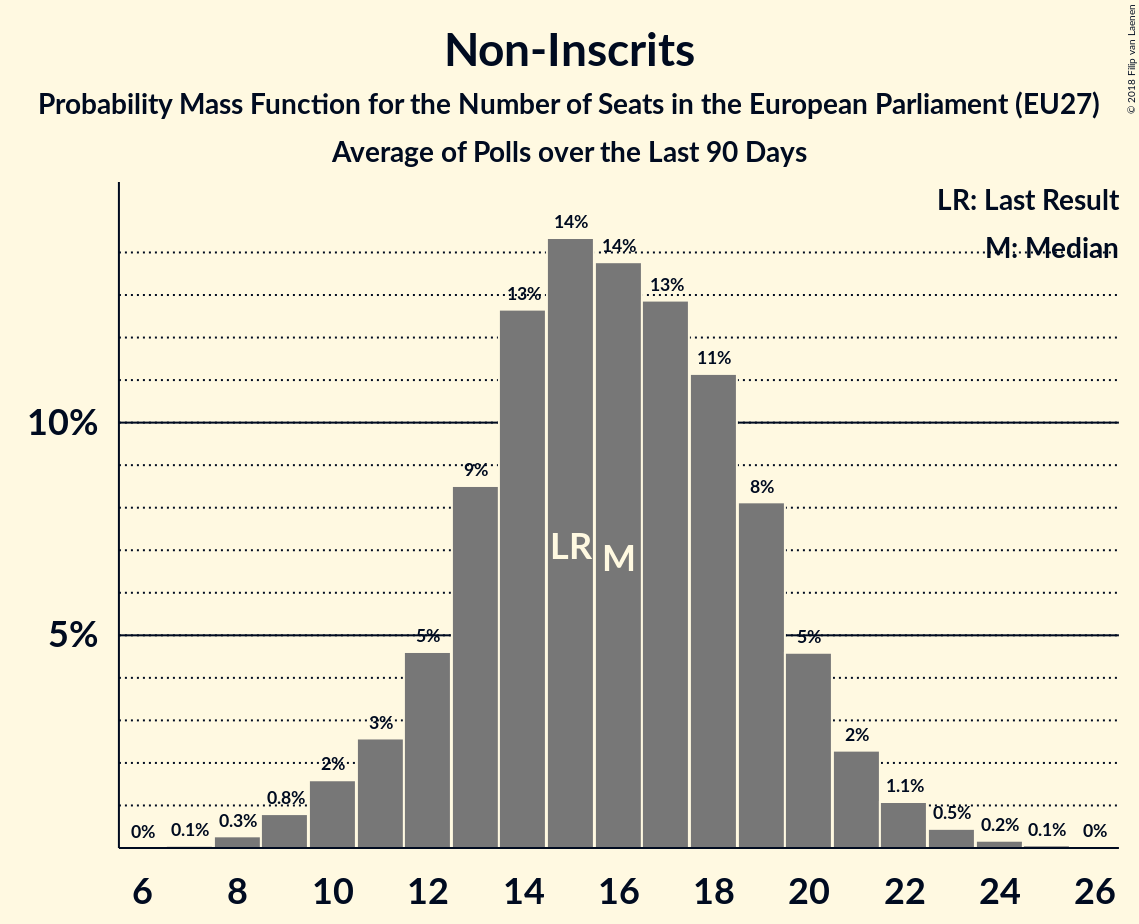 Non-Inscrits
Probability Mass Function for the Number of Seats in the European Parliament (EU27)
Average of Polls over the Last 90 Days
© 2018 Filip van Laenen
LR: Last Result
M: Median
14%
14%
13%
13%
11%
10%
9%
8%
LR
M
5%
5%
5%
3%
2%
2%
1.1%
0.8%
0.5%
0.3%
0.2%
0%
0.1%
0.1%
0%
6 8 10 12 14 16 18 20 22 24 26